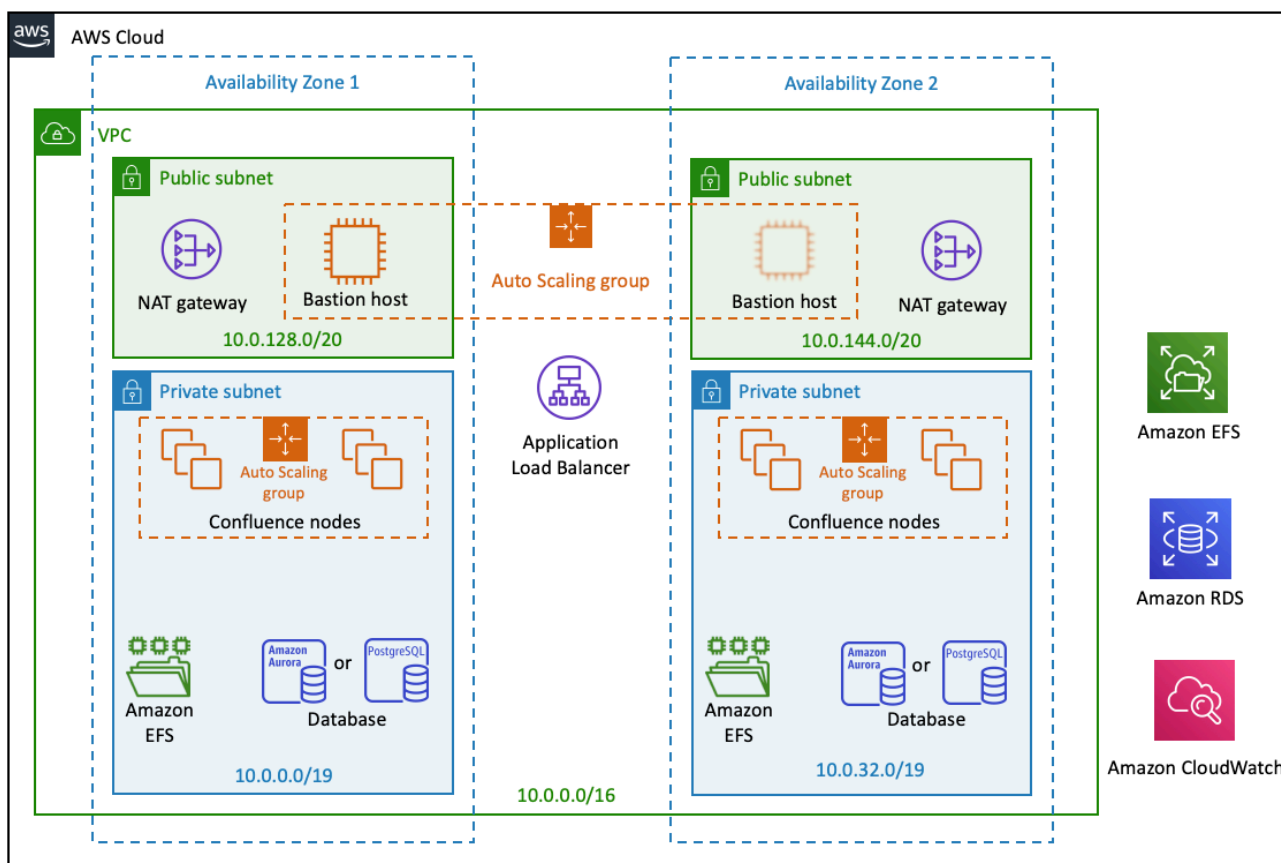 aws
AWS Cloud
Availability Zone 1
Availability Zone 2
VPC
Public subnet
NAT gateway
Bastion host
10.0.128.0/20
Auto Scaling group
Public subnet
Bastion host
NAT gateway
10.0.144.0/20
Private subnet
Auto Scaling
group
Confluence nodes
Amazon
EFS
Amazon
Aurora
or
PostgreSQL
Database
10.0.0.0/19
Application
Load Balancer
10.0.0.0/16
Private subnet
Auto Scaling
group
Confluence nodes
Amazon
EFS
Amazon
Aurora
or
PostgreSQL
Database
10.0.32.0/19
Amazon EFS
Amazon RDS
Amazon CloudWatch